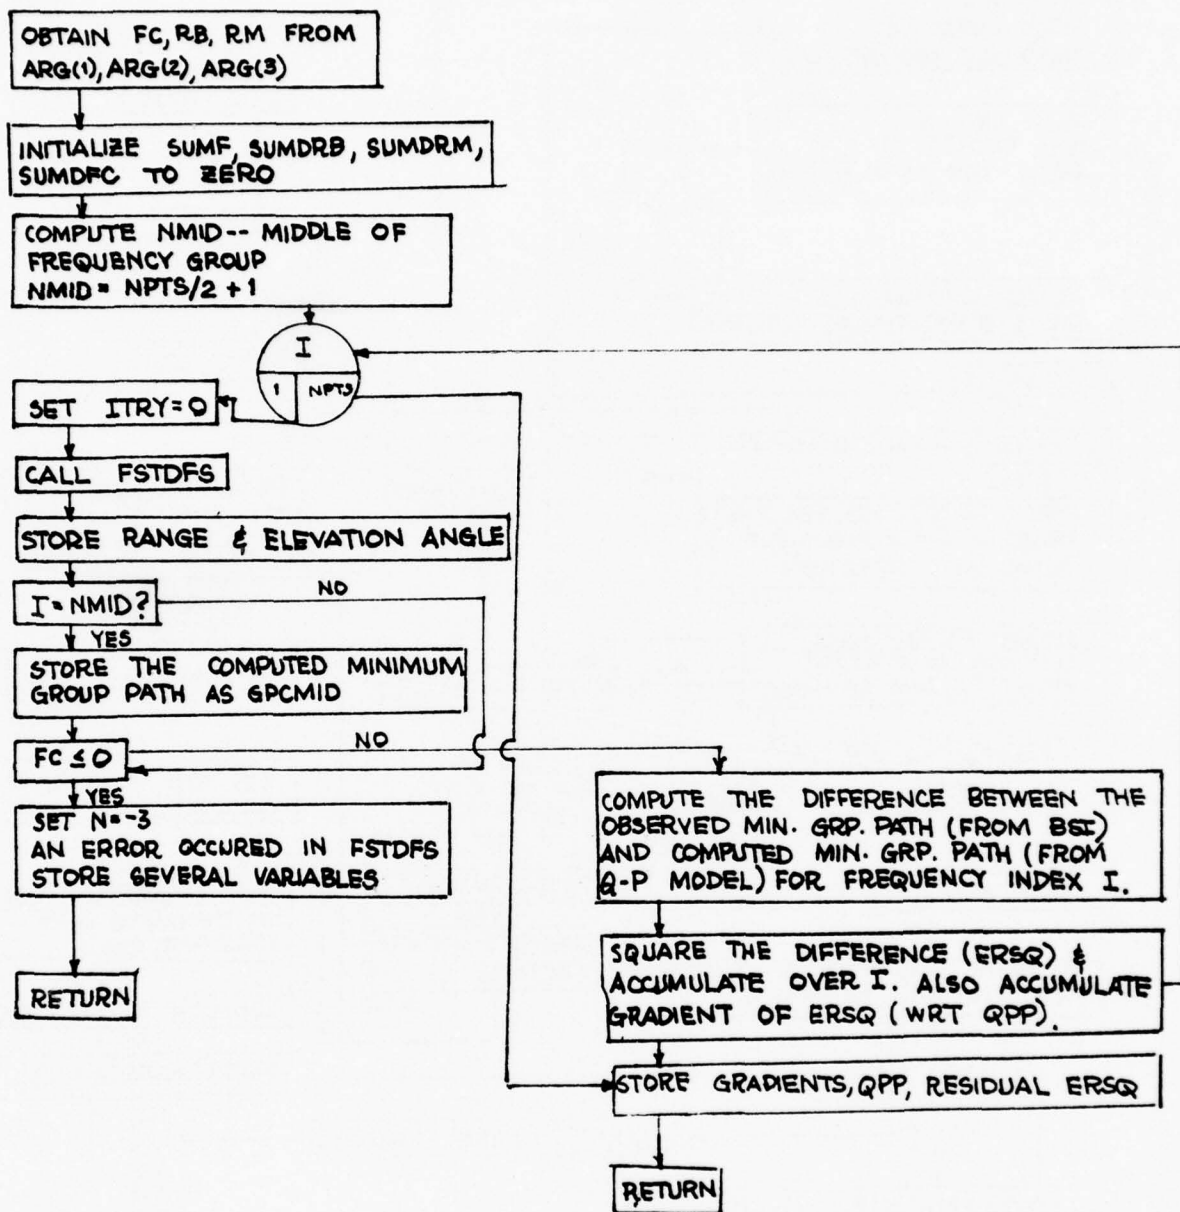 OBTAIN FC, RB, RM FROM
ARG(1), ARG(2), ARG(3)
INITIALIZE SUMF, SUMDRB, SUMDRM,
SUMDFC TO ZERO
COMPUTE NMID -- MIDDLE OF
FREQUENCY GROUP
NMID = NPTS/2 + 1
I
1 NPTS
SET ITRY=0
CALL FSTDFS
STORE RANGE & ELEVATION ANGLE
I = NMID?
NO
YES
STORE THE COMPUTED MINIMUM
GROUP PATH AS GPCMID
FC ≤ 0
NO
YES
SET N=-3
AN ERROR OCCURED IN FSTDFS
STORE SEVERAL VARIABLES
RETURN
COMPUTE THE DIFFERENCE BETWEEN THE
OBSERVED MIN. GRP. PATH (FROM BSI)
AND COMPUTED MIN. GRP. PATH (FROM
Q-P MODEL) FOR FREQUENCY INDEX I.
SQUARE THE DIFFERENCE (ERSQ) &
ACCUMULATE OVER I. ALSO ACCUMULATE
GRADIENT OF ERSQ (WRT QPP).
STORE GRADIENTS, QPP, RESIDUAL ERSQ
RETURN